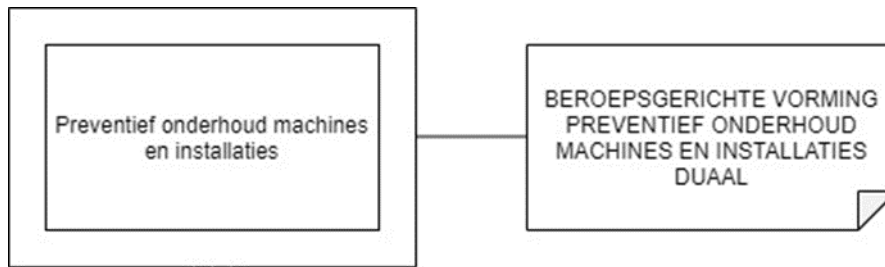 Preventief onderhoud machines
en installaties
BEROEPSGERICHTE VORMING
PREVENTIEF ONDERHOUD
MACHINES EN INSTALLATIES
DUAAL